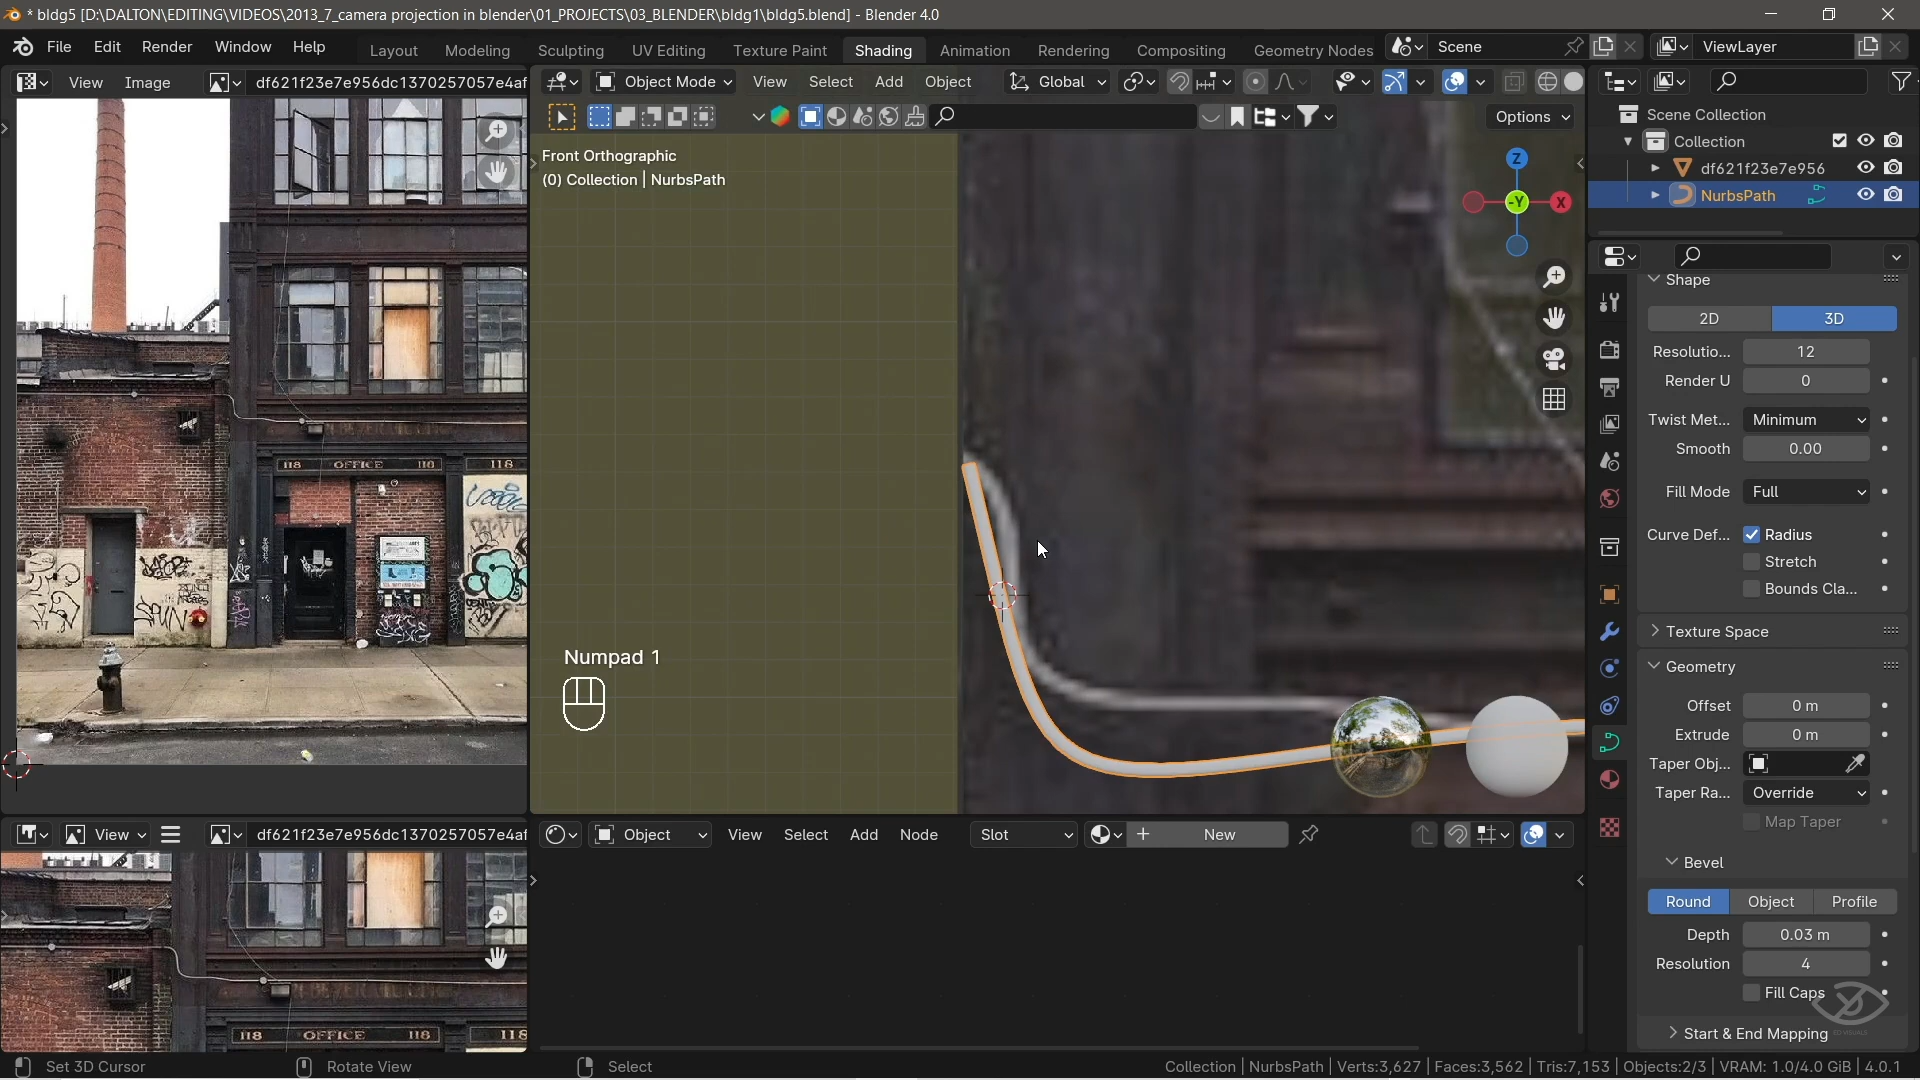 * bldg5 [D:\DALTON\EDITING\VIDEOS\2013_7_camera projection in blender\01_PROJECTS\03_BLENDER\bldg1\bldg5.blend] - Blender 4.0
File Edit Render Window Help
Layout Modeling Sculpting UV Editing Texture Paint Shading Animation Rendering Compositing Geometry Nodes
Scene
ViewLayer
View Image
df621f23e7e956dc1370257057e4af
Object Mode View Select Add Object
Global
Options
Front Orthographic
(0) Collection | NurbsPath
Z
-Y
X
Numpad 1
118 OFFICE 118
118
Scene Collection
Collection
df621f23e7e956
NurbsPath
Shape
2D 3D
Resolutio... 12
Render U 0
Twist Met... Minimum
Smooth 0.00
Fill Mode Full
Curve Def... Radius
Stretch
Bounds Cla...
Texture Space
Geometry
Offset 0 m
Extrude 0 m
Taper Obj...
Taper Ra... Override
Map Taper
Bevel
Round Object Profile
Depth 0.03 m
Resolution 4
Fill Caps
Start & End Mapping
View
df621f23e7e956dc1370257057e4af
Object View Select Add Node
Slot
New
118 OFFICE 118
118
Set 3D Cursor
Rotate View
Select
Collection | NurbsPath | Verts:3,627 | Faces:3,562 | Tris:7,153 | Objects:2/3 | VRAM: 1.0/4.0 GiB | 4.0.1